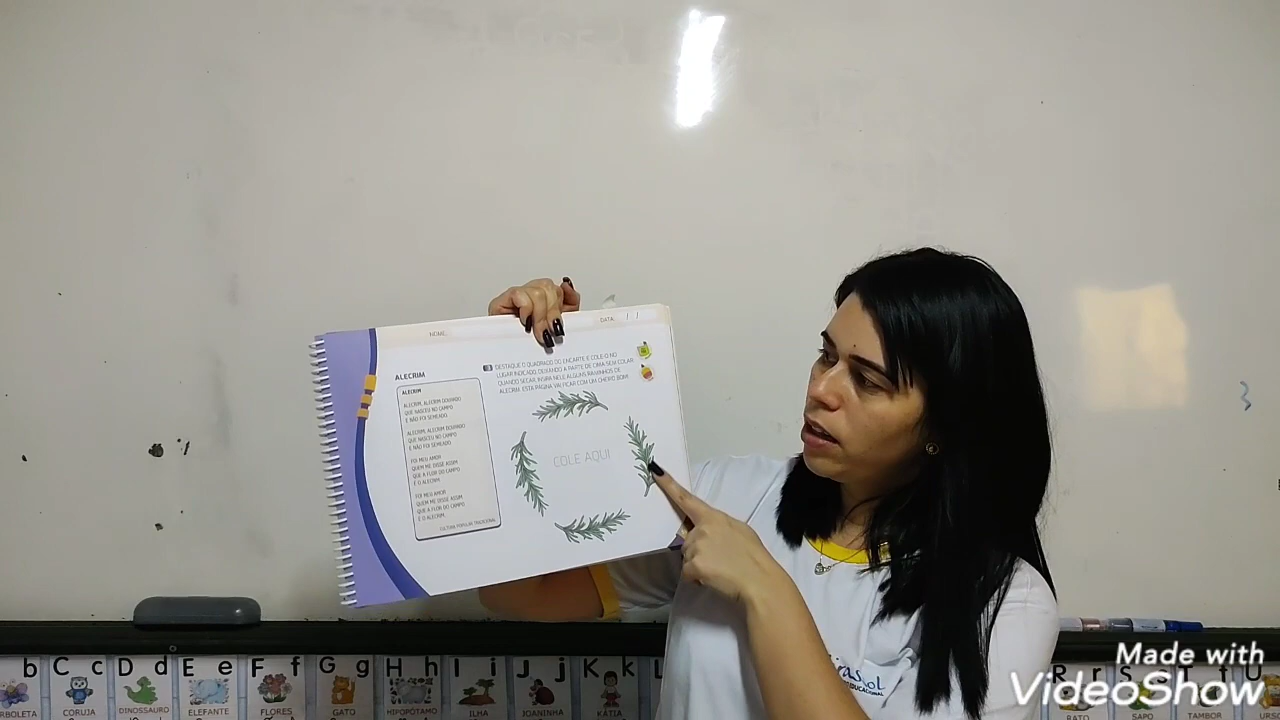 NOME:
DATA: / /
ALECRIM
ALECRIM
ALECRIM, ALECRIM DOURADO
QUE NASCEU NO CAMPO
E NÃO FOI SEMEADO.
ALECRIM, ALECRIM DOURADO
QUE NASCEU NO CAMPO
E NÃO FOI SEMEADO.
FOI MEU AMOR
QUEM ME DISSE ASSIM
QUE A FLOR DO CAMPO
É O ALECRIM.
FOI MEU AMOR
QUEM ME DISSE ASSIM
QUE A FLOR DO CAMPO
É O ALECRIM.
CULTURA POPULAR TRADICIONAL
DESTAQUE O QUADRADO DO ENCARTE E COLE-O NO
LUGAR INDICADO, DEIXANDO A PARTE DE CIMA SEM COLAR.
QUANDO SECAR, INSIRA NELE ALGUNS RAMINHOS DE
ALECRIM. ESTA PÁGINA VAI FICAR COM UM CHEIRO BOM!
COLE AQUI
b C c D d E e F f G g H h I i J j K k L R r S T U
RBOLETA CORUJA DINOSSAURO ELEFANTE FLORES GATO HIPOPÓTAMO ILHA JOANINHA KATIA RATO SAPO TAMBOR
Made with
VideoShow